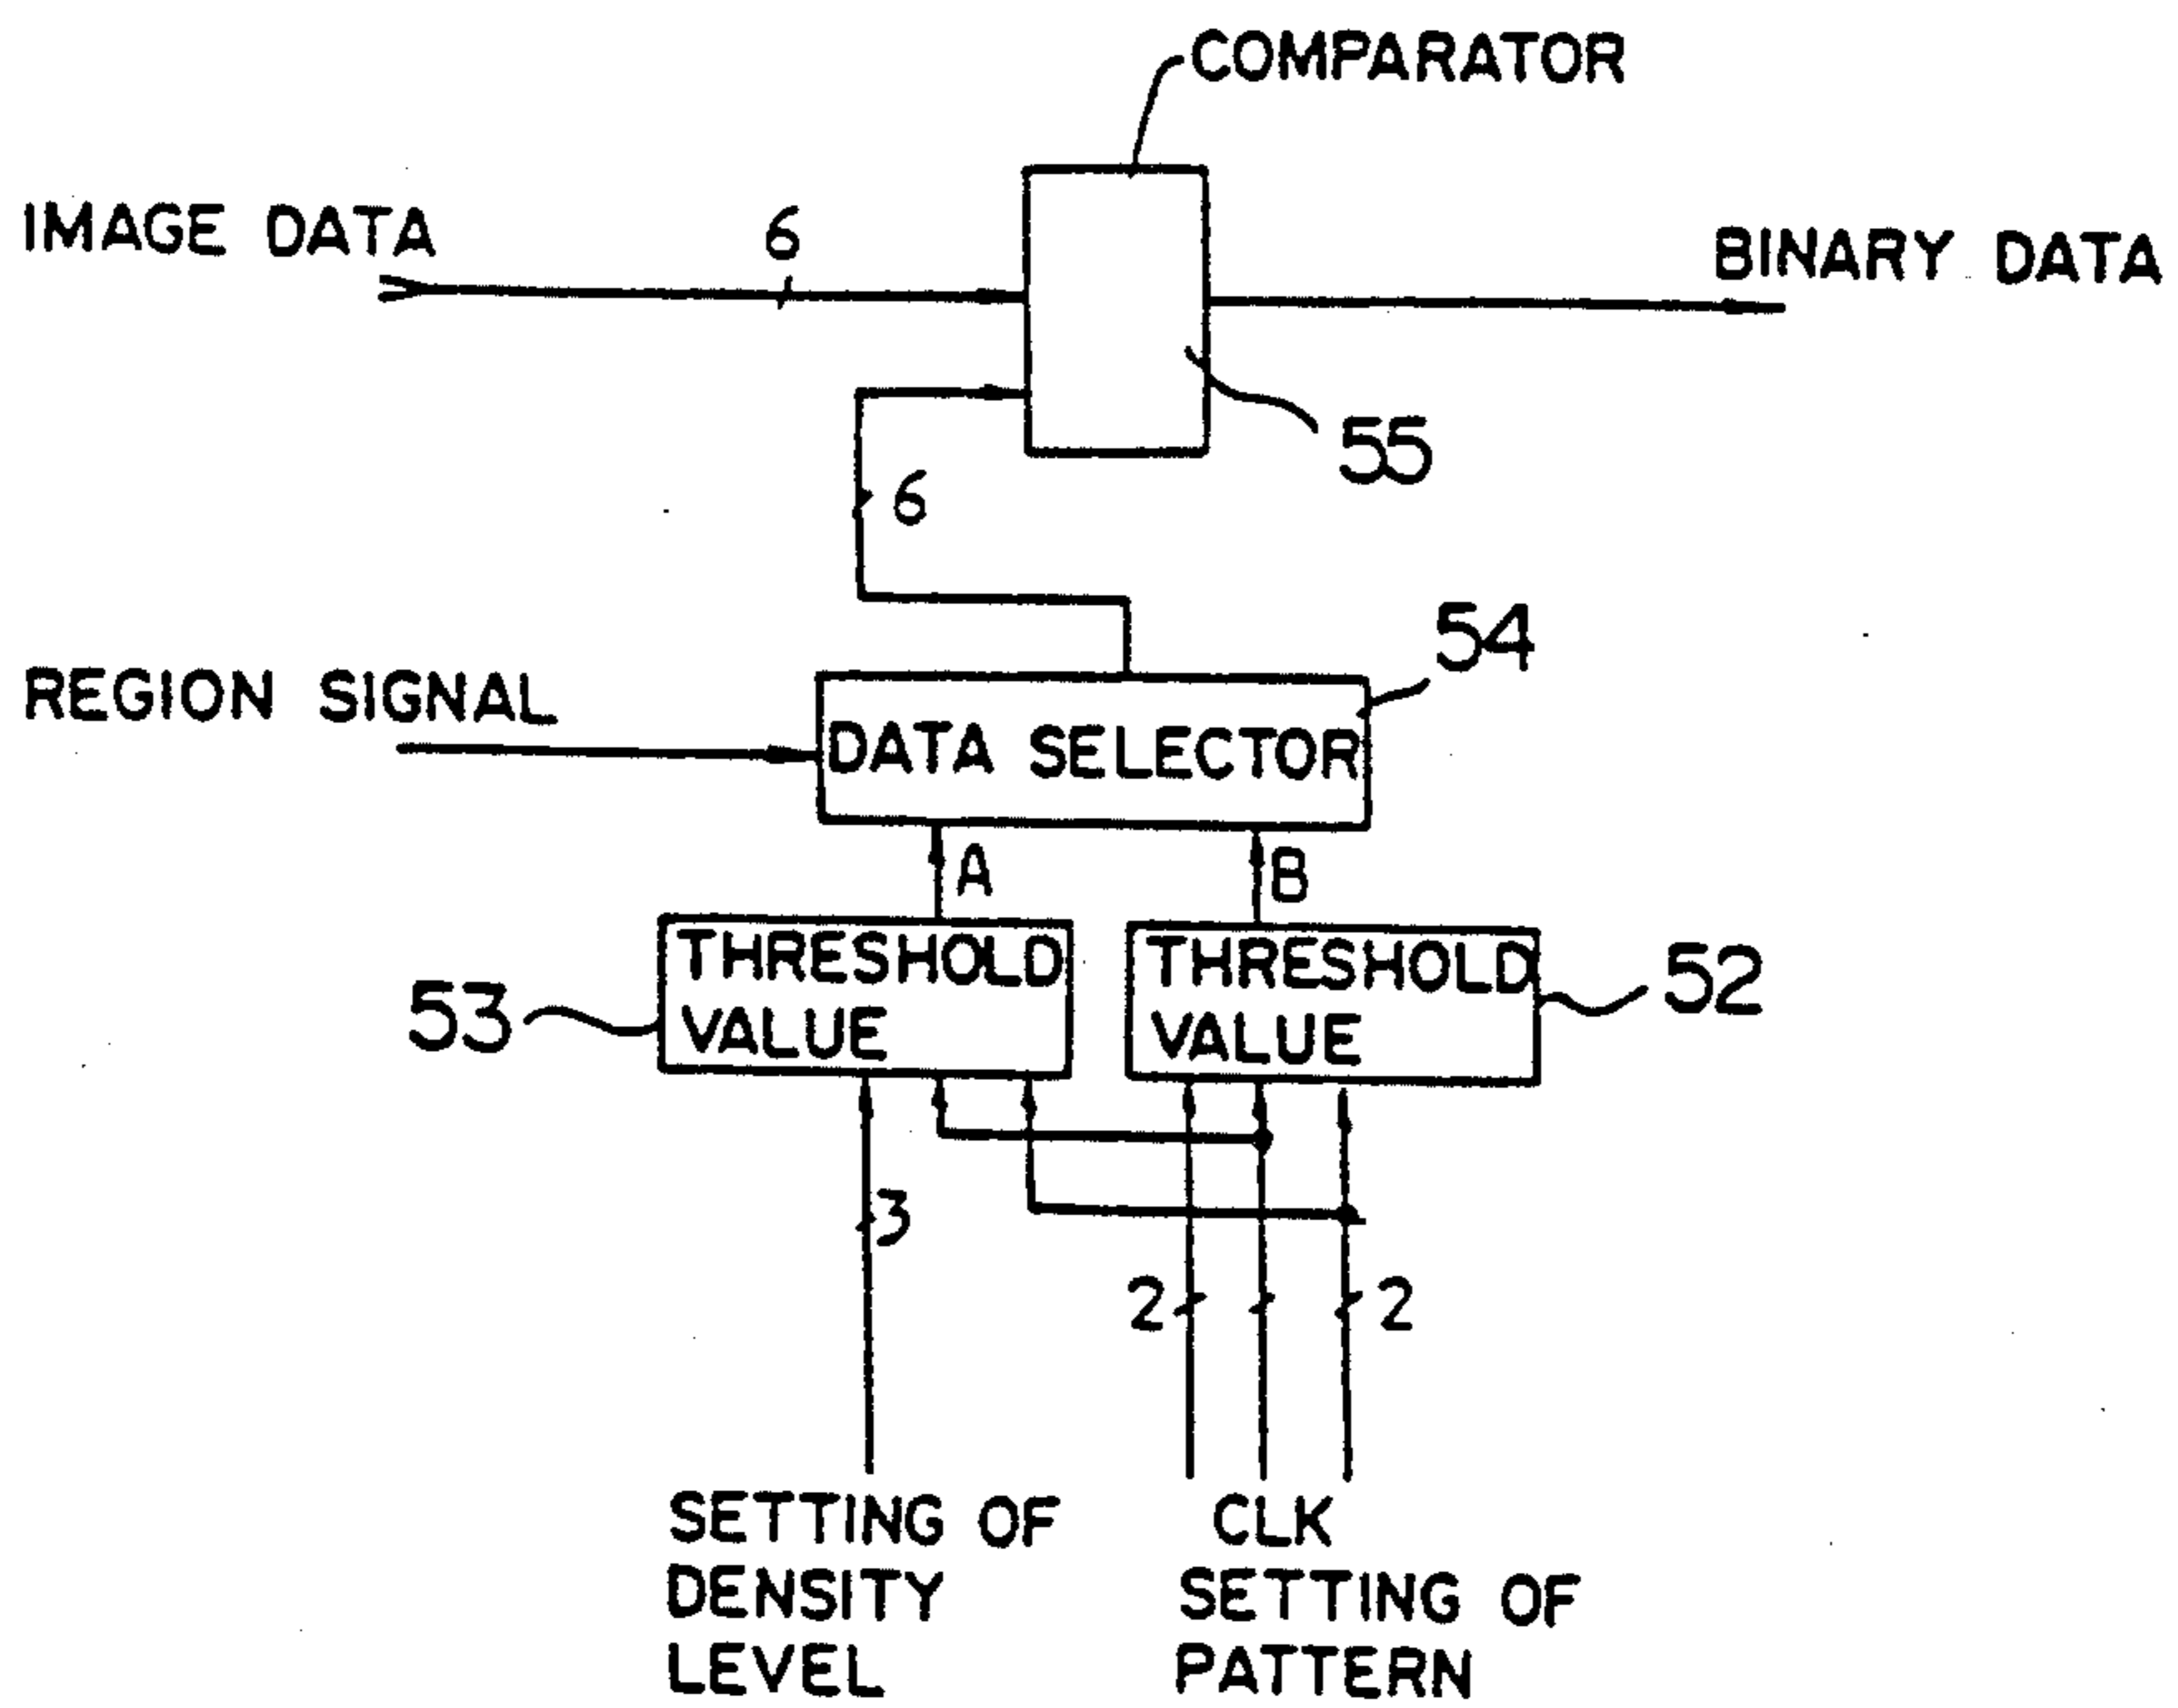 COMPARATOR
IMAGE DATA
6
BINARY DATA
55
6
54
REGION SIGNAL
DATA SELECTOR
A
B
THRESHOLD
VALUE
THRESHOLD
VALUE
53
52
3
2
2
SETTING OF
DENSITY
LEVEL
CLK
SETTING OF
PATTERN